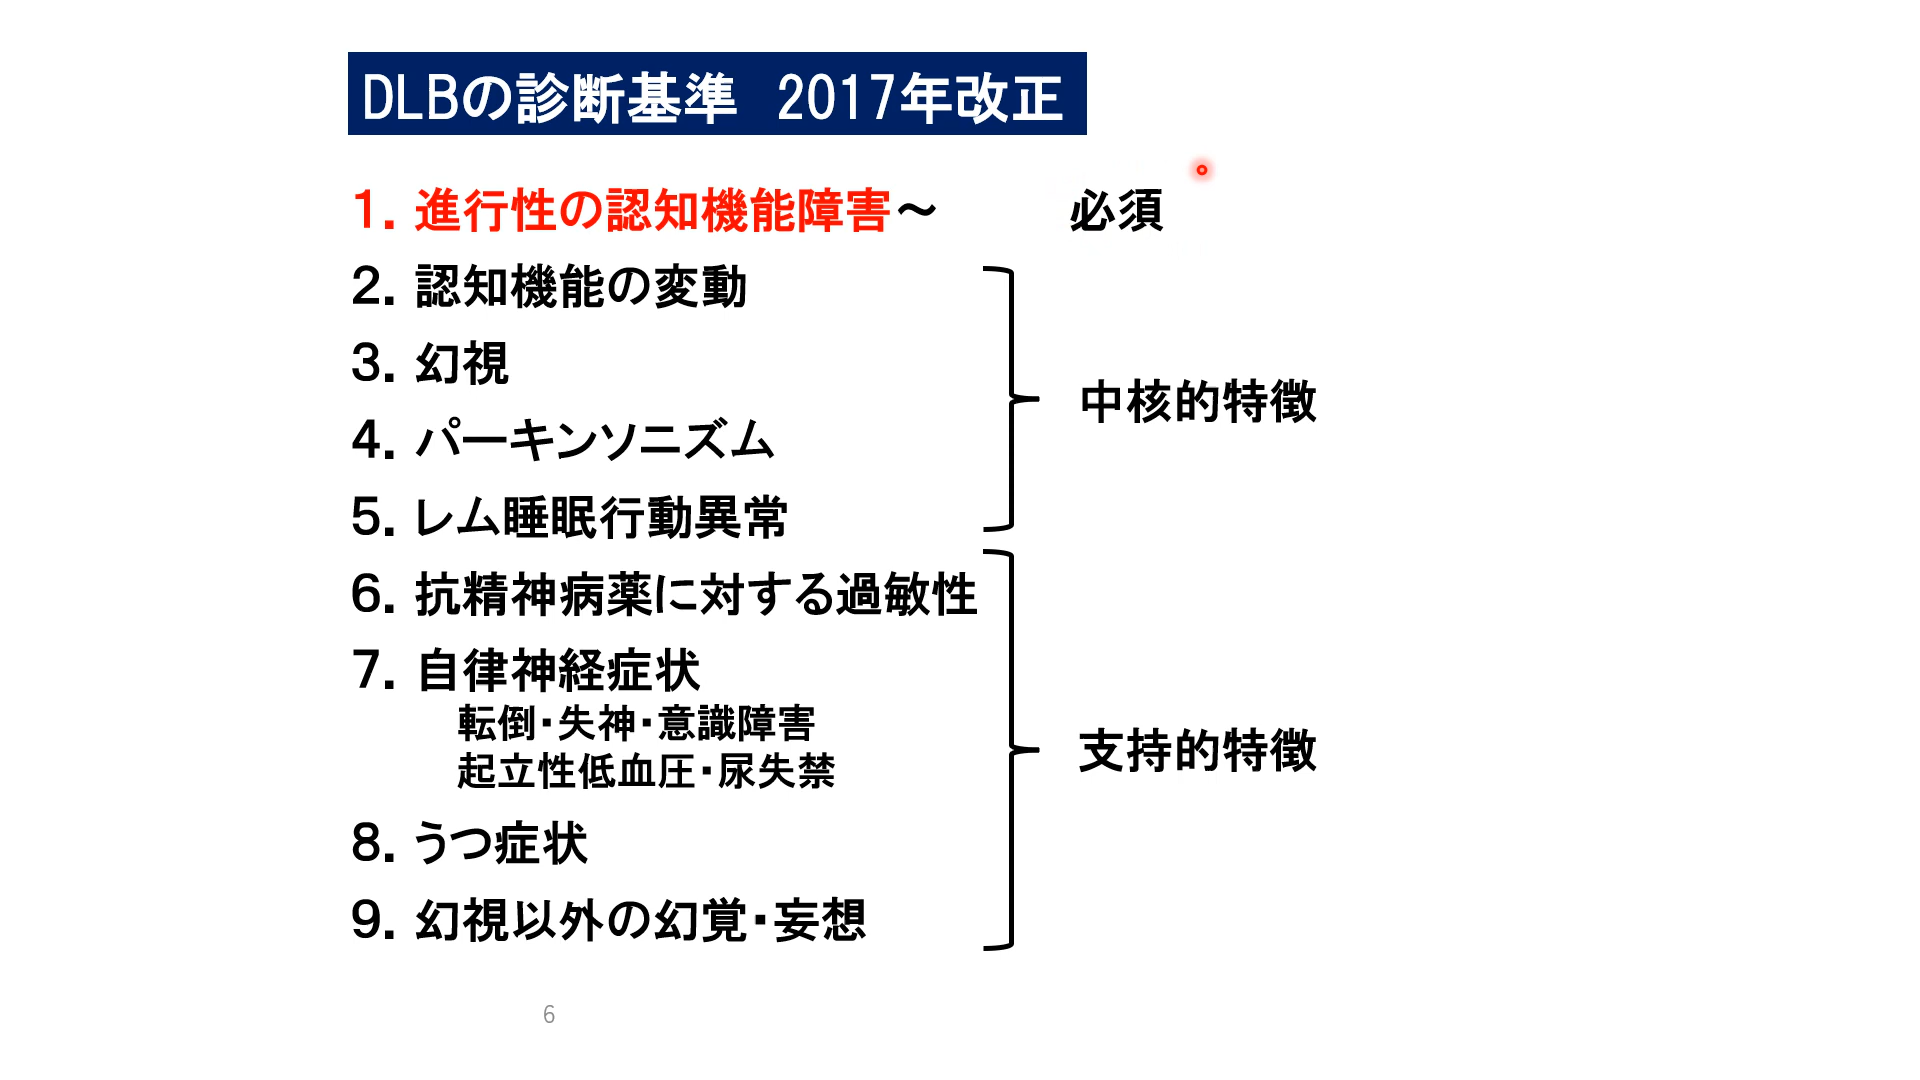 DLBの診断基準　2017年改正
1. 進行性の認知機能障害～　必須
2. 認知機能の変動
3. 幻視
4. パーキンソニズム
5. レム睡眠行動異常
中核的特徴
6. 抗精神病薬に対する過敏性
7. 自律神経症状
転倒・失神・意識障害
起立性低血圧・尿失禁
8. うつ症状
9. 幻視以外の幻覚・妄想
支持的特徴
6